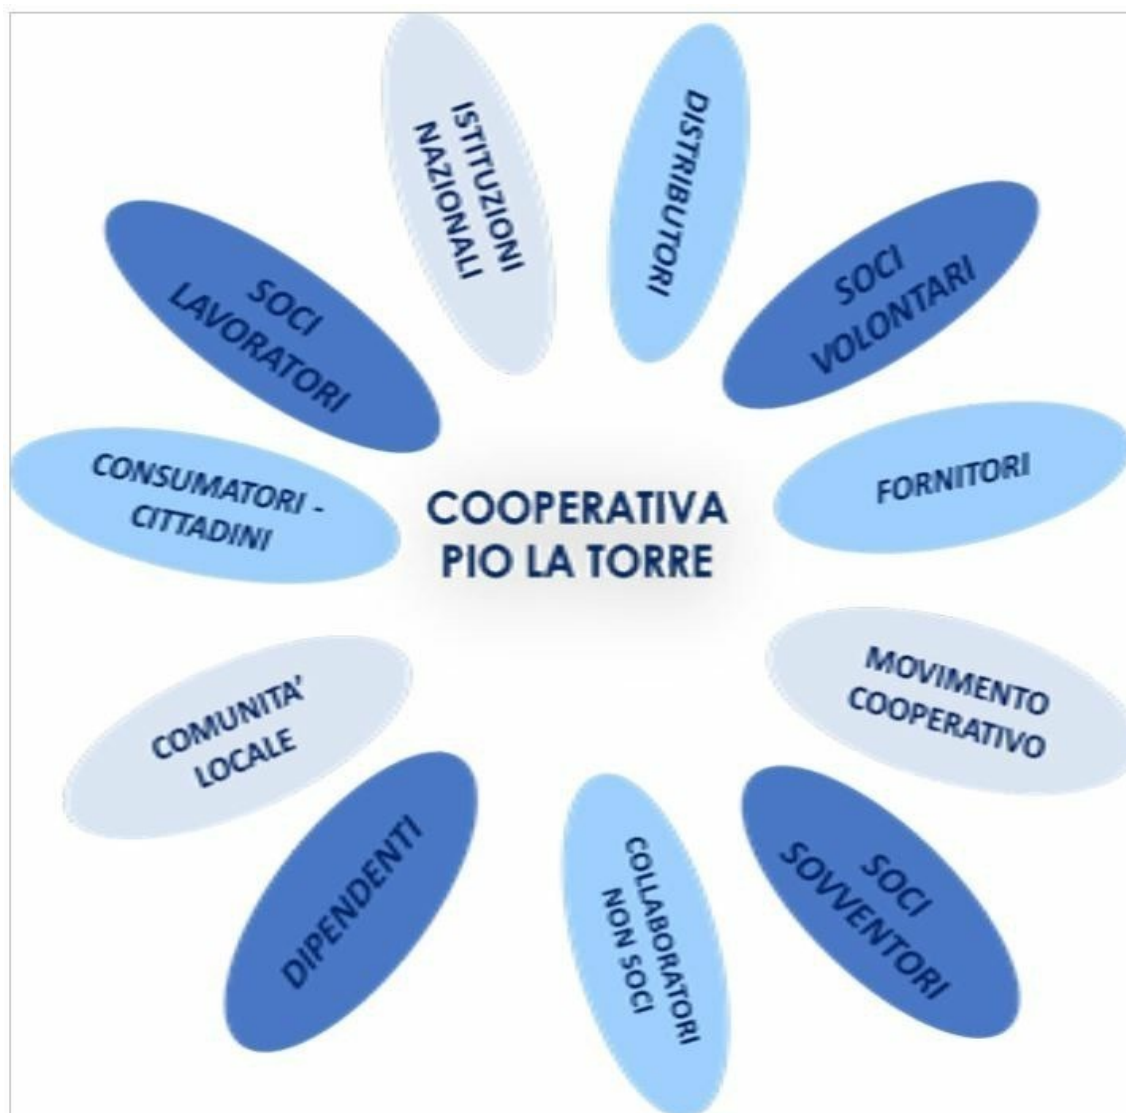 ISTITUZIONI
NAZIONALI
DISTRIBUTORI
SOCI
VOLONTARI
FORNITORI
MOVIMENTO
COOPERATIVO
SOCI
SOVVENTORI
COLLABORATORI
NON SOCI
DIPENDENTI
COMUNITA’
LOCALE
CONSUMATORI -
CITTADINI
SOCI
LAVORATORI
COOPERATIVA
PIO LA TORRE